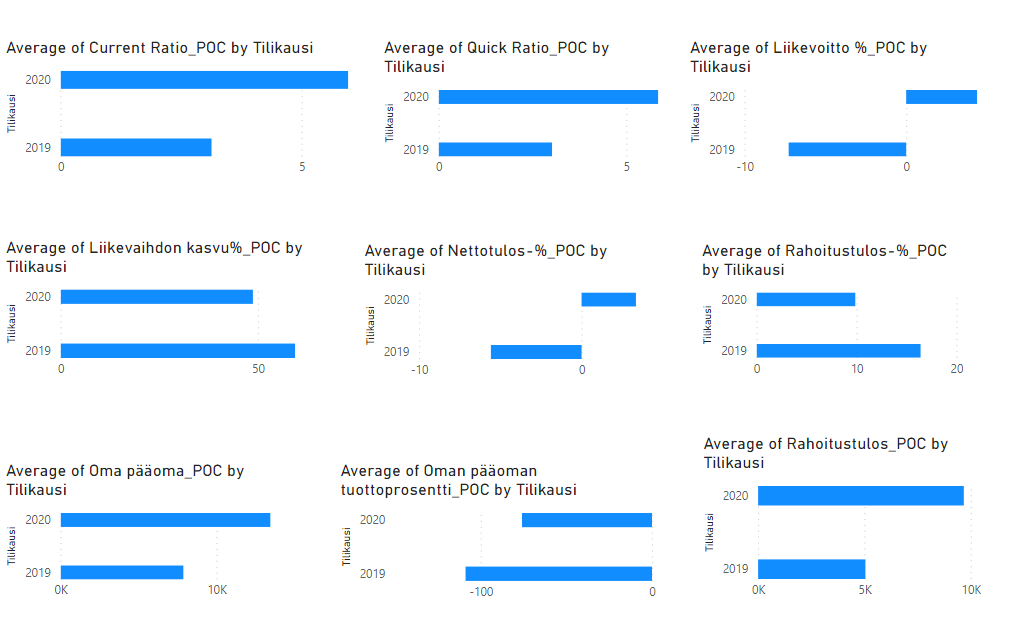 Average of Current Ratio_POC by Tilikausi
Tilikausi
2020
2019
0
5
Average of Quick Ratio_POC by
Tilikausi
Tilikausi
2020
2019
0
5
Average of Liikevoitto %_POC by
Tilikausi
Tilikausi
2020
2019
-10
0
Average of Liikevaihdon kasvu%_POC by
Tilikausi
Tilikausi
2020
2019
0
50
Average of Nettotulos-%_POC by
Tilikausi
Tilikausi
2020
2019
-10
0
Average of Rahoitustulos-%_POC
by Tilikausi
Tilikausi
2020
2019
0
10
20
Average of Oma pääoma_POC by
Tilikausi
Tilikausi
2020
2019
0K
10K
Average of Oman pääoman
tuottoprosentti_POC by Tilikausi
Tilikausi
2020
2019
-100
0
Average of Rahoitustulos_POC by
Tilikausi
Tilikausi
2020
2019
0K
5K
10K